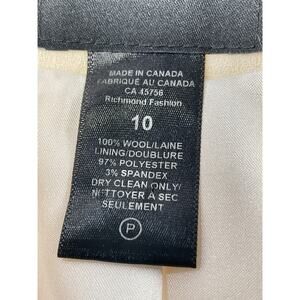 MADE IN CANADA
FABRIQUÉ AU CANADA
CA 45756
Richmond Fashion
10
100% WOOL/LAINE
LINING/DOUBLURE
97% POLYESTER
3% SPANDEX
DRY CLEAN ONLY/
NETTOYER A SEC
SEULEMENT
P